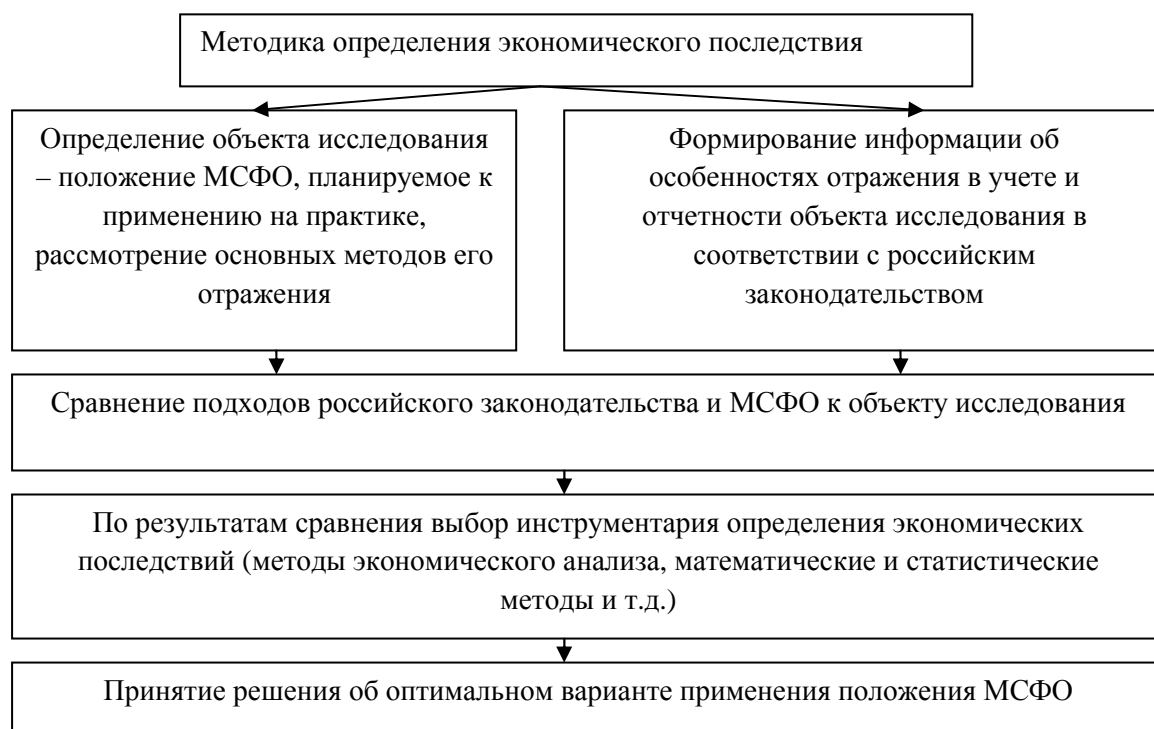 Методика определения экономического последствия
Определение объекта исследования
– положение МСФО, планируемое к
применению на практике,
рассмотрение основных методов его
отражения
Формирование информации об
особенностях отражения в учете и
отчетности объекта исследования в
соответствии с российским
законодательством
Сравнение подходов российского законодательства и МСФО к объекту исследования
По результатам сравнения выбор инструментария определения экономических
последствий (методы экономического анализа, математические и статистические
методы и т.д.)
Принятие решения об оптимальном варианте применения положения МСФО